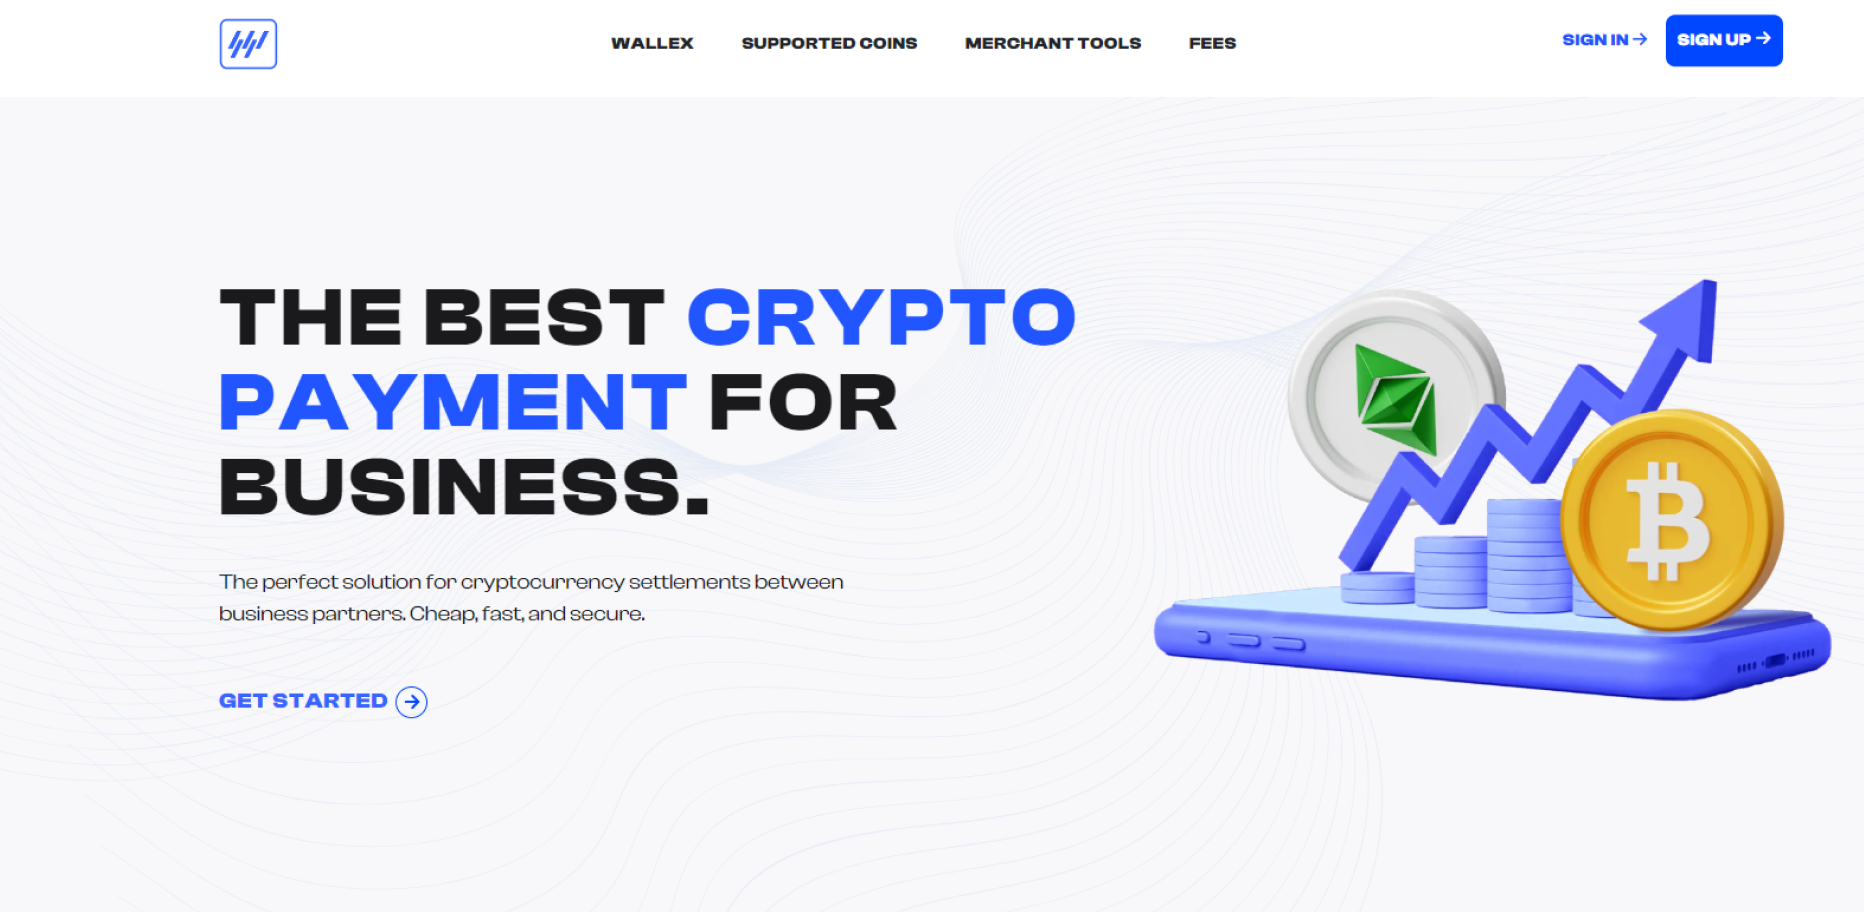 WALLEX
SUPPORTED COINS
MERCHANT TOOLS
FEES
SIGN IN →
SIGN UP →
THE BEST CRYPTO
PAYMENT FOR
BUSINESS.
The perfect solution for cryptocurrency settlements between
business partners. Cheap, fast, and secure.
GET STARTED →